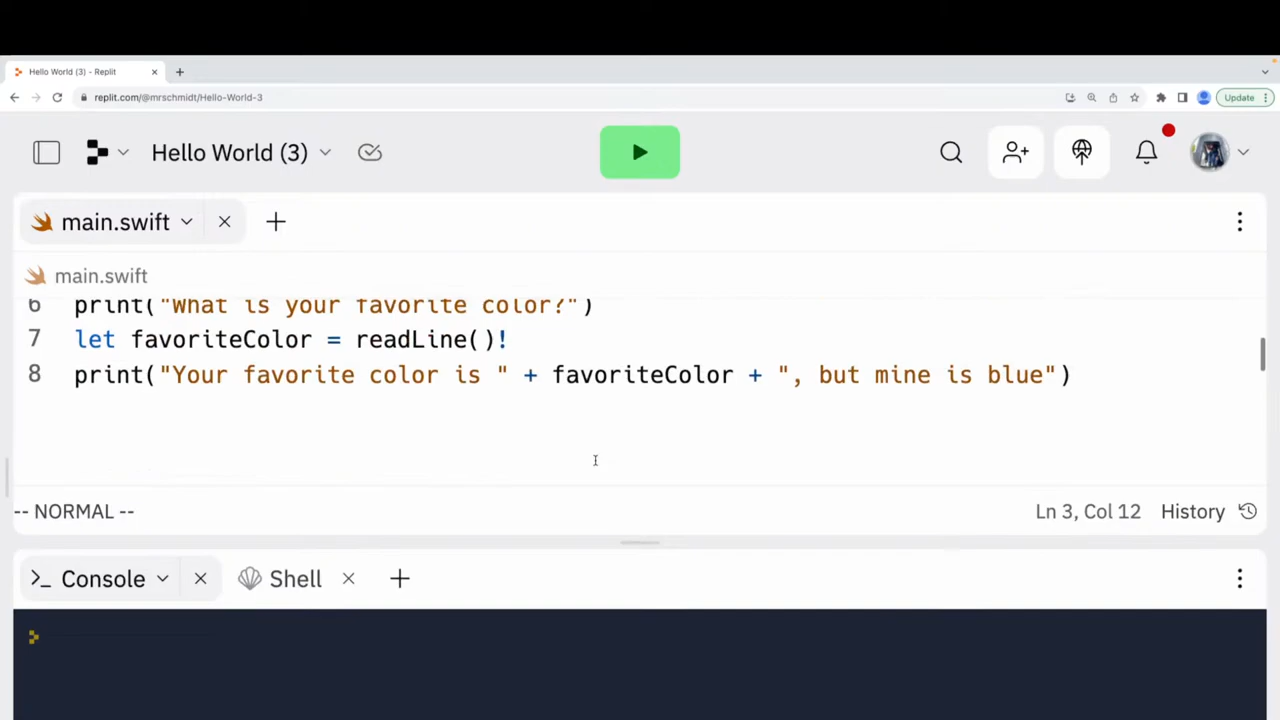 Hello World (3) - Replit
replit.com/@mrschmidt/Hello-World-3
Update
Hello World (3)
main.swift
main.swift
6 print("What is your favorite color?")
7 let favoriteColor = readLine()!
8 print("Your favorite color is " + favoriteColor + ", but mine is blue")
-- NORMAL --
Ln 3, Col 12 History
Console
Shell